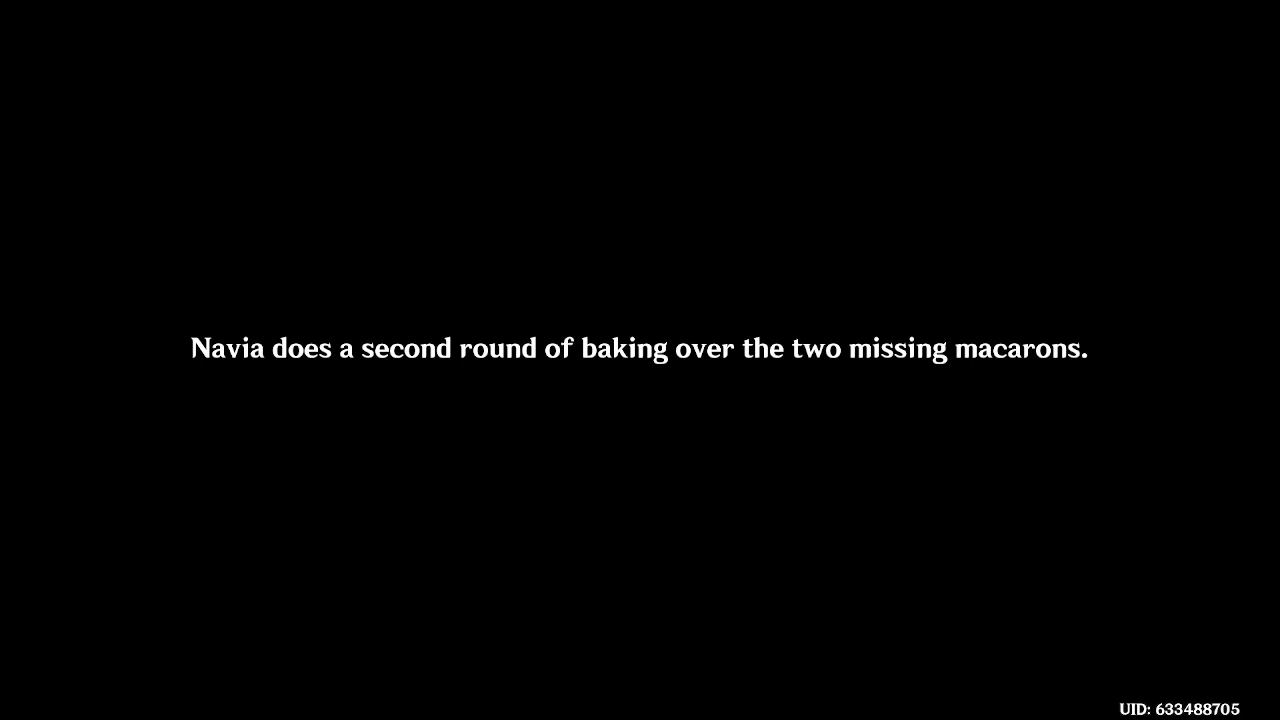 Navia does a second round of baking over the two missing macarons.
UID: 633488705